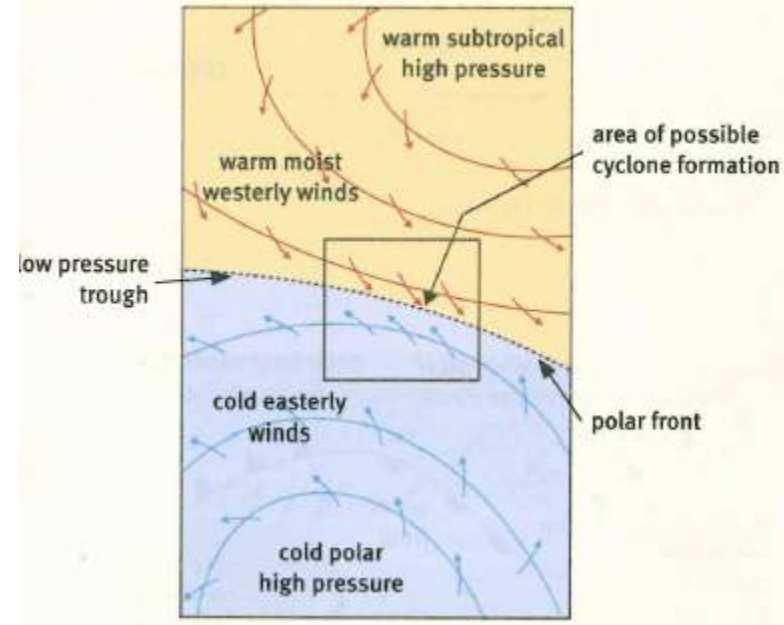 warm subtropical
high pressure
area of possible
cyclone formation
warm moist
westerly winds
low pressure
trough
cold easterly
winds
polar front
cold polar
high pressure